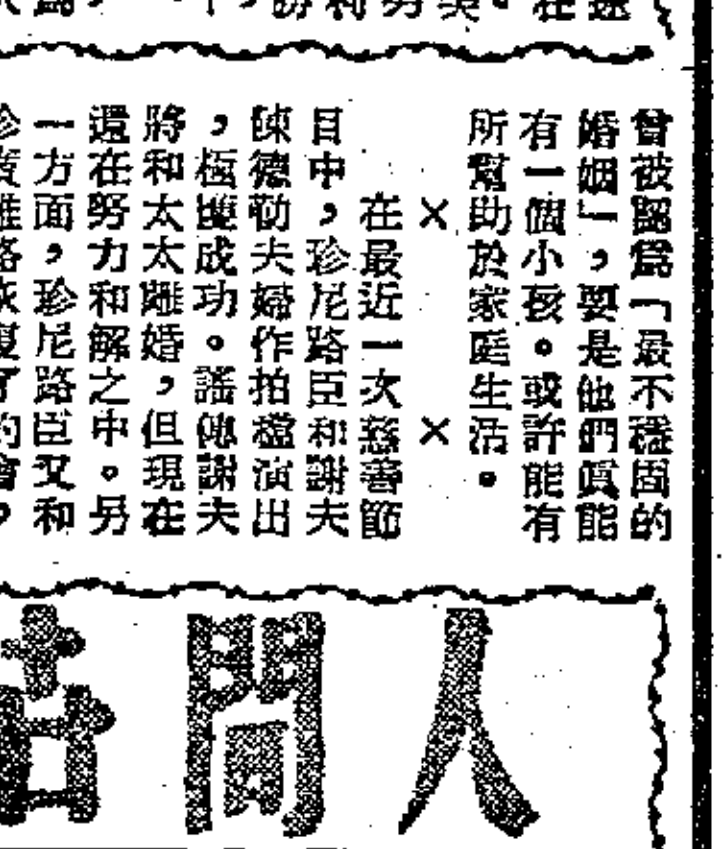 曾被認爲「最不穩固的
婚姻」，要是他們眞能
有一個小孩。或許能有
所幫助於家庭生活。
× ×
在最近一次慈善節
目中，珍尼路臣和謝夫
陳德勒夫婦作拍檔演出
，極獲成功。謠傳謝夫
將和太太離婚，但現在
還在努力和解之中。另
一方面，珍尼路臣又和
人間